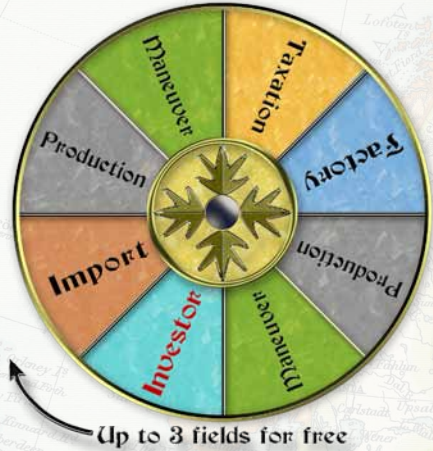 Maneuver
Taxation
Production
Factory
Import
Production
Investor
Maneuver
Up to 3 fields for free